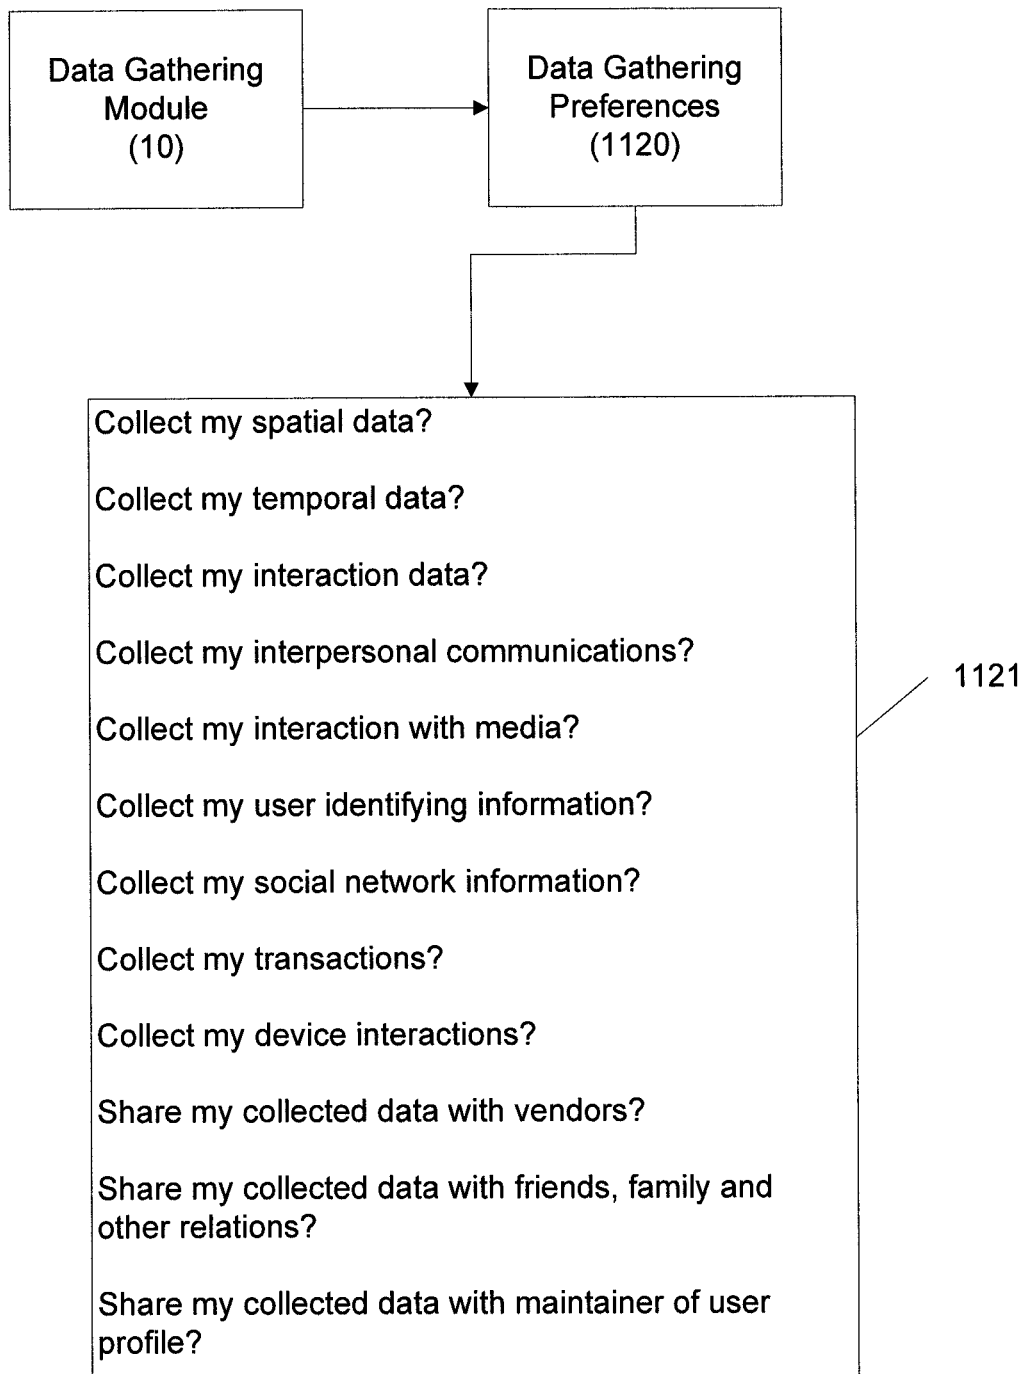 Data Gathering
Module
(10)
Data Gathering
Preferences
(1120)
Collect my spatial data?
Collect my temporal data?
Collect my interaction data?
Collect my interpersonal communications?
Collect my interaction with media?
Collect my user identifying information?
Collect my social network information?
Collect my transactions?
Collect my device interactions?
Share my collected data with vendors?
Share my collected data with friends, family and
other relations?
Share my collected data with maintainer of user
profile?
1121